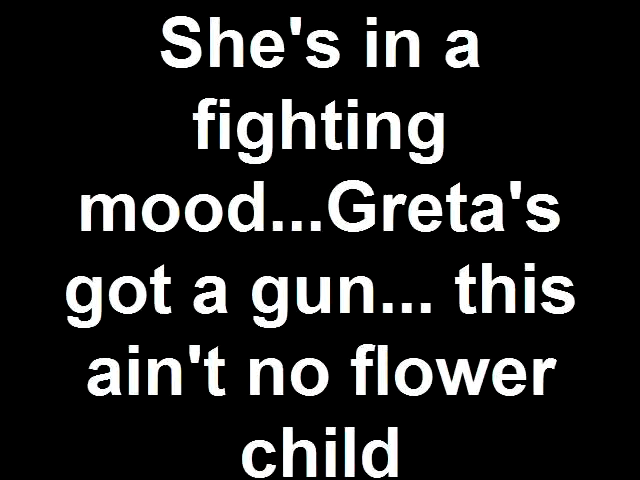 She's in a
fighting
mood...Greta's
got a gun... this
ain't no flower
child